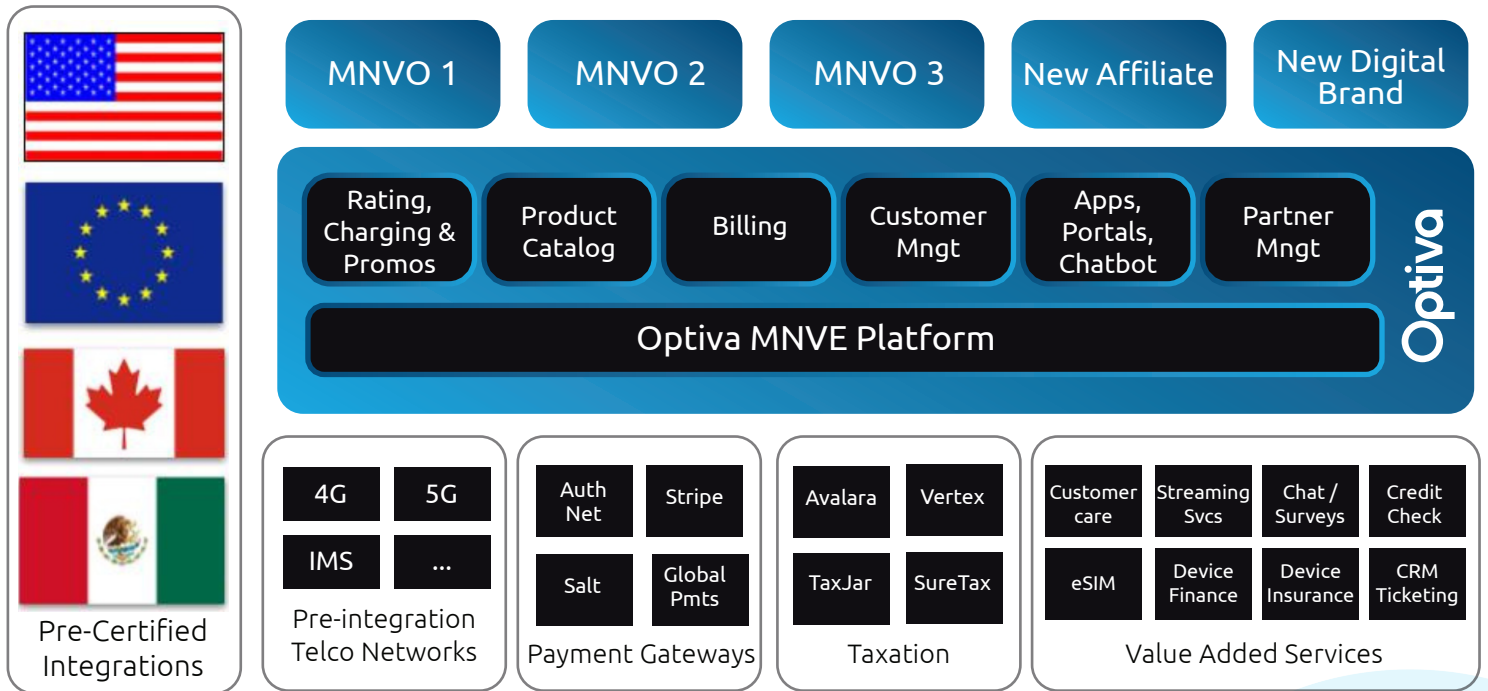 MNVO 1
MNVO 2
MNVO 3
New Affiliate
New Digital
Brand
Rating,
Charging &
Promos
Product
Catalog
Billing
Customer
Mngt
Apps,
Portals,
Chatbot
Partner
Mngt
Optiva MNVE Platform
Optiva
Pre-Certified
Integrations
4G
5G
IMS
...
Pre-integration
Telco Networks
Auth
Net
Stripe
Salt
Global
Pmts
Payment Gateways
Avalara
Vertex
TaxJar
SureTax
Taxation
Customer
care
Streaming
Svcs
Chat /
Surveys
Credit
Check
eSIM
Device
Finance
Device
Insurance
CRM
Ticketing
Value Added Services